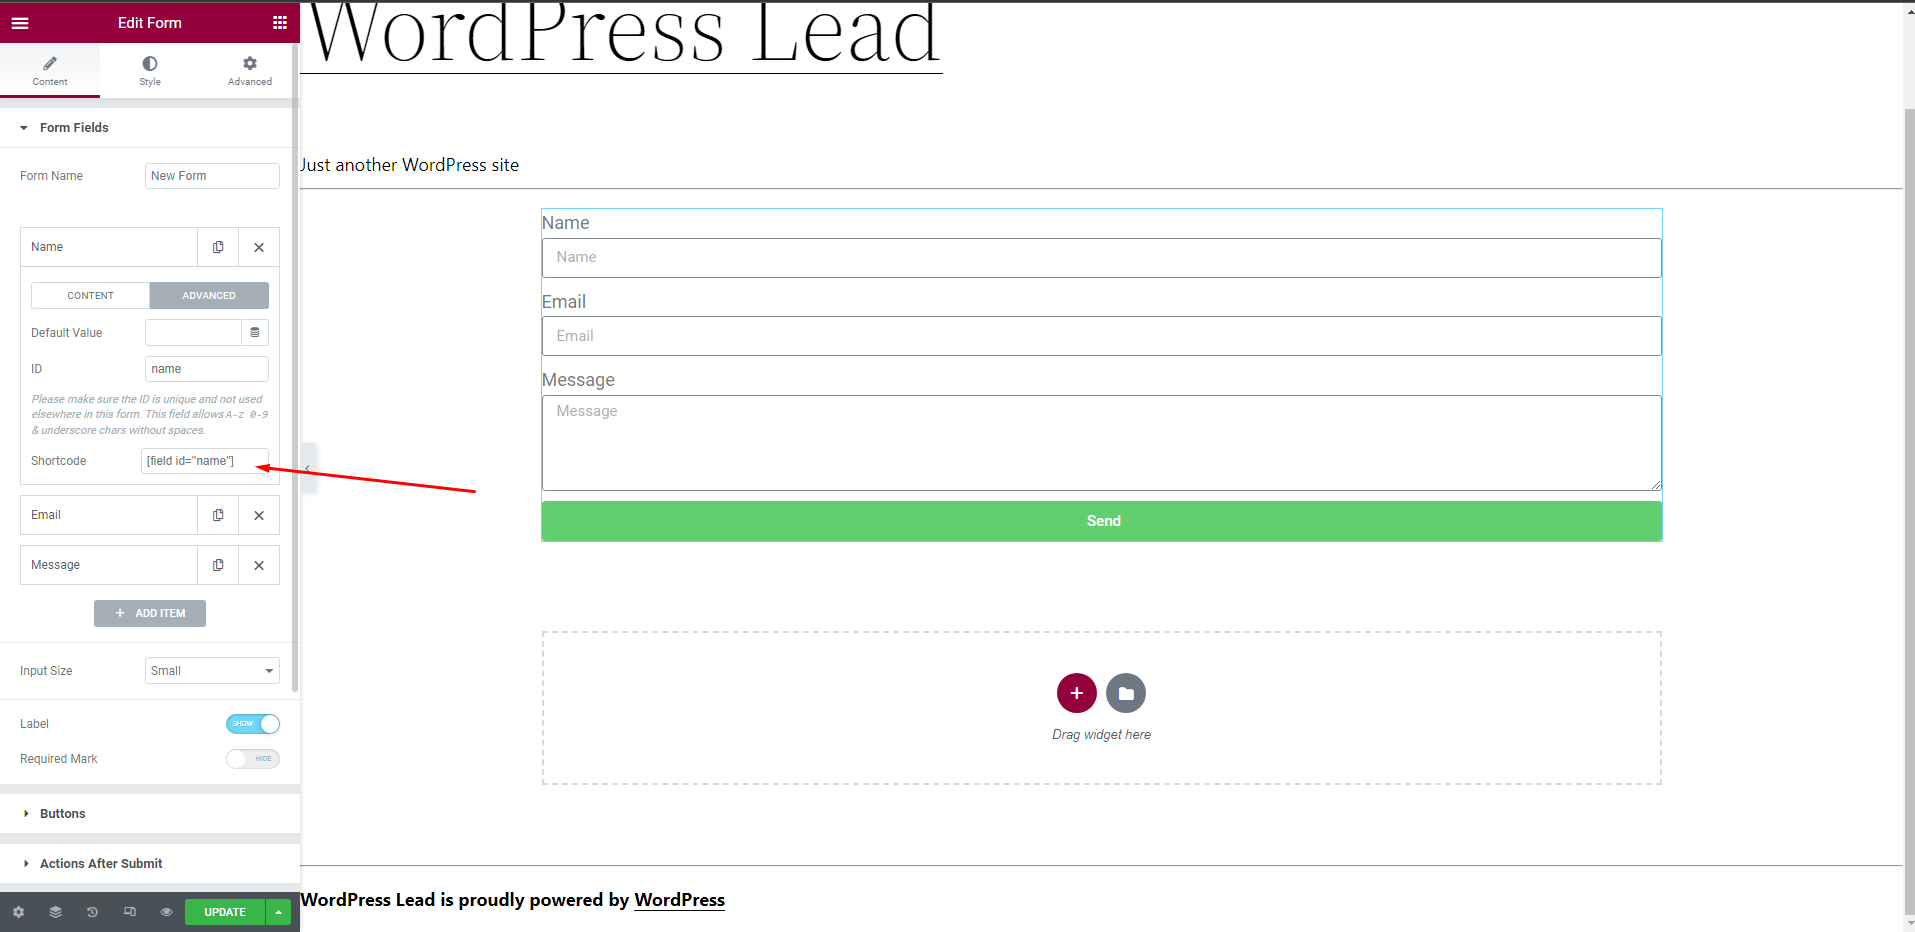 Edit Form
Content
Style
Advanced
Form Fields
Form Name
New Form
Name
CONTENT
ADVANCED
Default Value
ID
name
Please make sure the ID is unique and not used
elsewhere in this form. This field allows A-z 0-9
& underscore chars without spaces.
Shortcode
[field id="name"]
Email
Message
+ ADD ITEM
Input Size
Small
Label
SHOW
Required Mark
HIDE
Buttons
Actions After Submit
UPDATE
WordPress Lead
Just another WordPress site
Name
Name
Email
Email
Message
Message
Send
Drag widget here
WordPress Lead is proudly powered by WordPress